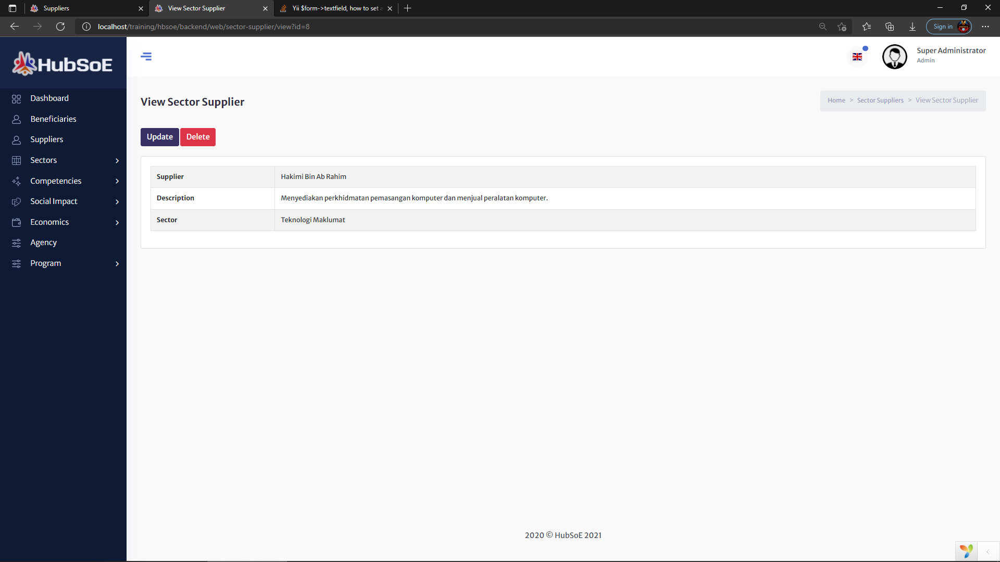 Suppliers
View Sector Supplier
Yii $form->textfield, how to set a
localhost/training/hbsoe/backend/web/sector-supplier/view?id=8
Sign in
HubSoE
Super Administrator
Admin
Dashboard
Beneficiaries
Suppliers
Sectors
Competencies
Social Impact
Economics
Agency
Program
View Sector Supplier
Home > Sector Suppliers > View Sector Supplier
Update Delete
Supplier Hakimi Bin Ab Rahim
Description Menyediakan perkhidmatan pemasangan komputer dan menjual peralatan komputer.
Sector Teknologi Maklumat
2020 © HubSoE 2021